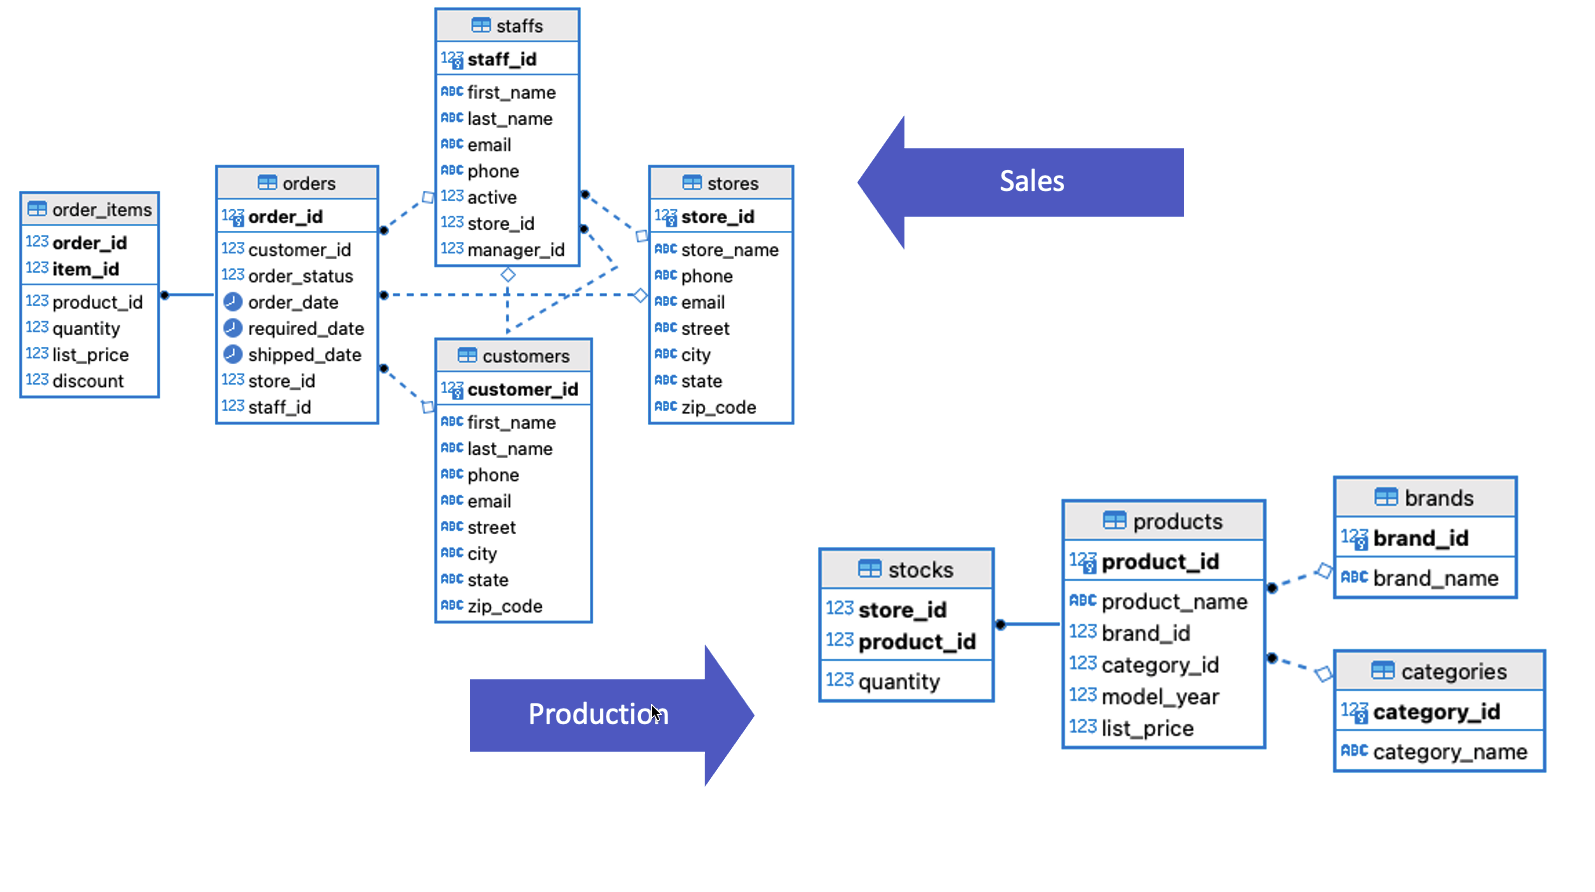 staffs
123 staff_id
ABC first_name
ABC last_name
ABC email
ABC phone
123 active
123 store_id
123 manager_id
order_items
123 order_id
123 item_id
123 product_id
123 quantity
123 list_price
123 discount
orders
123 order_id
123 customer_id
123 order_status
order_date
required_date
shipped_date
123 store_id
123 staff_id
stores
123 store_id
ABC store_name
ABC phone
ABC email
ABC street
ABC city
ABC state
ABC zip_code
Sales
customers
123 customer_id
ABC first_name
ABC last_name
ABC phone
ABC email
ABC street
ABC city
ABC state
ABC zip_code
Production
stocks
123 store_id
123 product_id
123 quantity
products
123 product_id
ABC product_name
123 brand_id
123 category_id
123 model_year
123 list_price
brands
123 brand_id
ABC brand_name
categories
123 category_id
ABC category_name